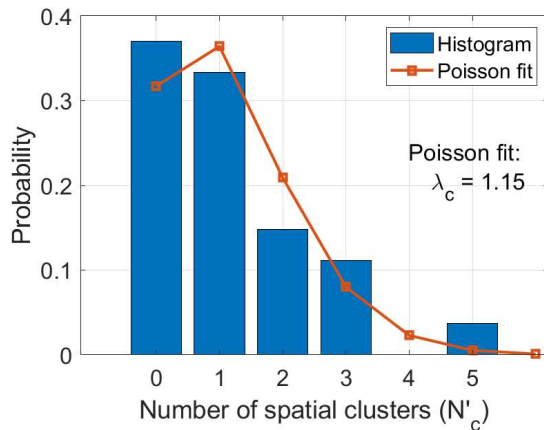 0.4
0.3
0.2
0.1
0
Probability
Histogram
Poisson fit
Poisson fit:
λc = 1.15
0 1 2 3 4 5
Number of spatial clusters (N'c)